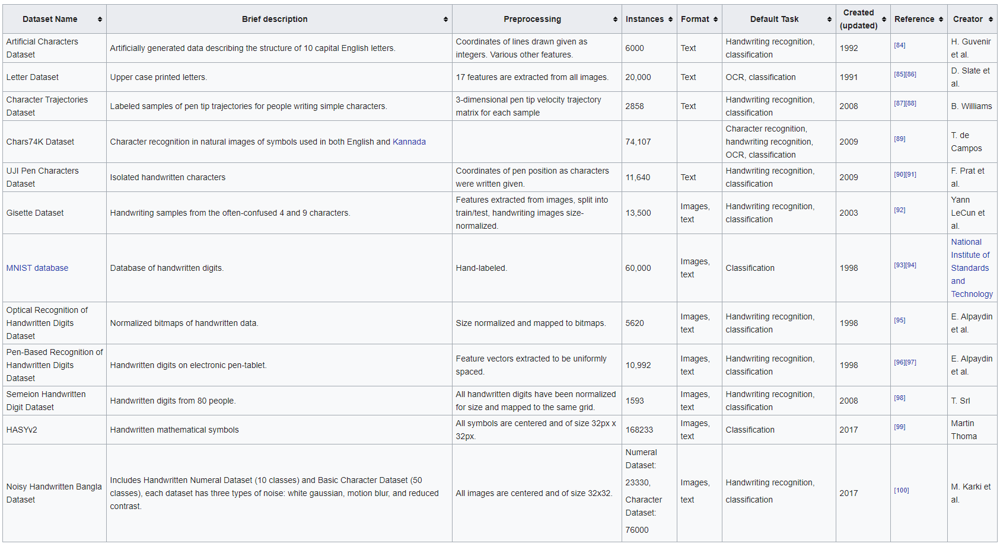 Dataset Name Brief description Preprocessing Instances Format Default Task Created (updated) Reference Creator
Artificial Characters Dataset Artificially generated data describing the structure of 10 capital English letters. Coordinates of lines drawn given as integers. Various other features. 6000 Text Handwriting recognition, classification 1992 [84] H. Guvenir et al.
Letter Dataset Upper case printed letters. 17 features are extracted from all images. 20,000 Text OCR, classification 1991 [85][86] D. Slate et al.
Character Trajectories Dataset Labeled samples of pen tip trajectories for people writing simple characters. 3-dimensional pen tip velocity trajectory matrix for each sample 2858 Text Handwriting recognition, classification 2008 [87][88] B. Williams
Chars74K Dataset Character recognition in natural images of symbols used in both English and Kannada 74,107 Character recognition, handwriting recognition, OCR, classification 2009 [89] T. de Campos
UJI Pen Characters Dataset Isolated handwritten characters Coordinates of pen position as characters were written given. 11,640 Text Handwriting recognition, classification 2009 [90][91] F. Prat et al.
Gisette Dataset Handwriting samples from the often-confused 4 and 9 characters. Features extracted from images, split into train/test, handwriting images size-normalized. 13,500 Images, text Handwriting recognition, classification 2003 [92] Yann LeCun et al.
MNIST database Database of handwritten digits. Hand-labeled. 60,000 Images, text Classification 1998 [93][94] National Institute of Standards and Technology
Optical Recognition of Handwritten Digits Dataset Normalized bitmaps of handwritten data. Size normalized and mapped to bitmaps. 5620 Images, text Handwriting recognition, classification 1998 [95] E. Alpaydin et al.
Pen-Based Recognition of Handwritten Digits Dataset Handwritten digits on electronic pen-tablet. Feature vectors extracted to be uniformly spaced. 10,992 Images, text Handwriting recognition, classification 1998 [96][97] E. Alpaydin et al.
Semeion Handwritten Digit Dataset Handwritten digits from 80 people. All handwritten digits have been normalized for size and mapped to the same grid. 1593 Images, text Handwriting recognition, classification 2008 [98] T. Srl
HASYv2 Handwritten mathematical symbols All symbols are centered and of size 32px x 32px. 168233 Images, text Classification 2017 [99] Martin Thoma
Noisy Handwritten Bangla Dataset Includes Handwritten Numeral Dataset (10 classes) and Basic Character Dataset (50 classes), each dataset has three types of noise: white gaussian, motion blur, and reduced contrast. All images are centered and of size 32x32. Numeral Dataset: 23330, Character Dataset: 76000 Images, text Handwriting recognition, classification 2017 [100] M. Karki et al.